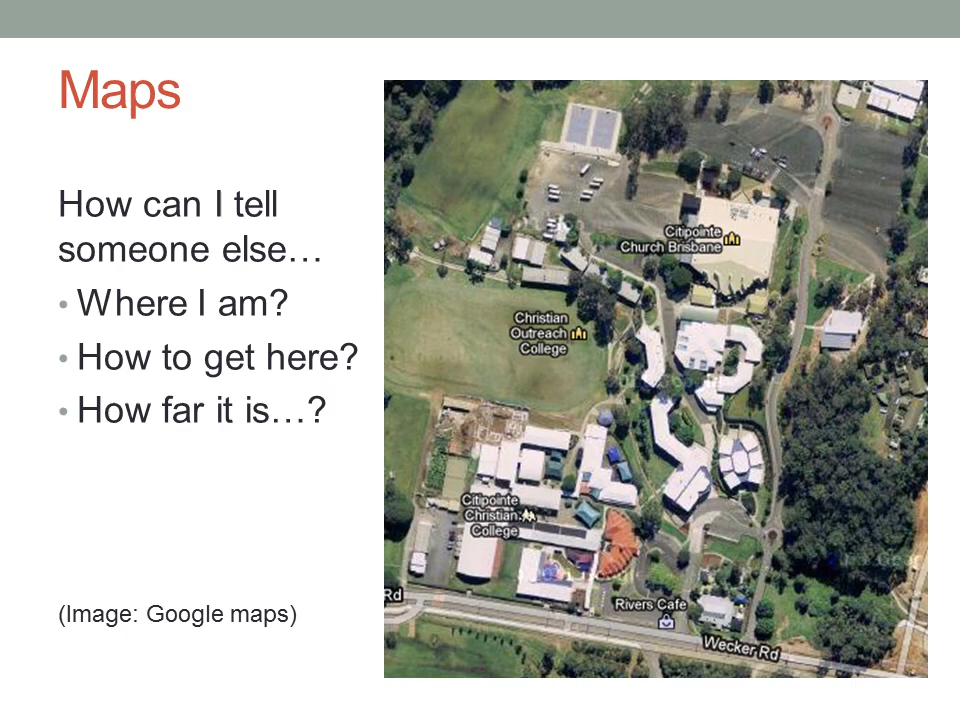 Maps
How can I tell
someone else…
• Where I am?
• How to get here?
• How far it is…?
(Image: Google maps)
Citipointe
Church Brisbane
Christian
Outreach
College
Citipointe
Christian
College
Rd
Rivers Cafe
Wecker Rd